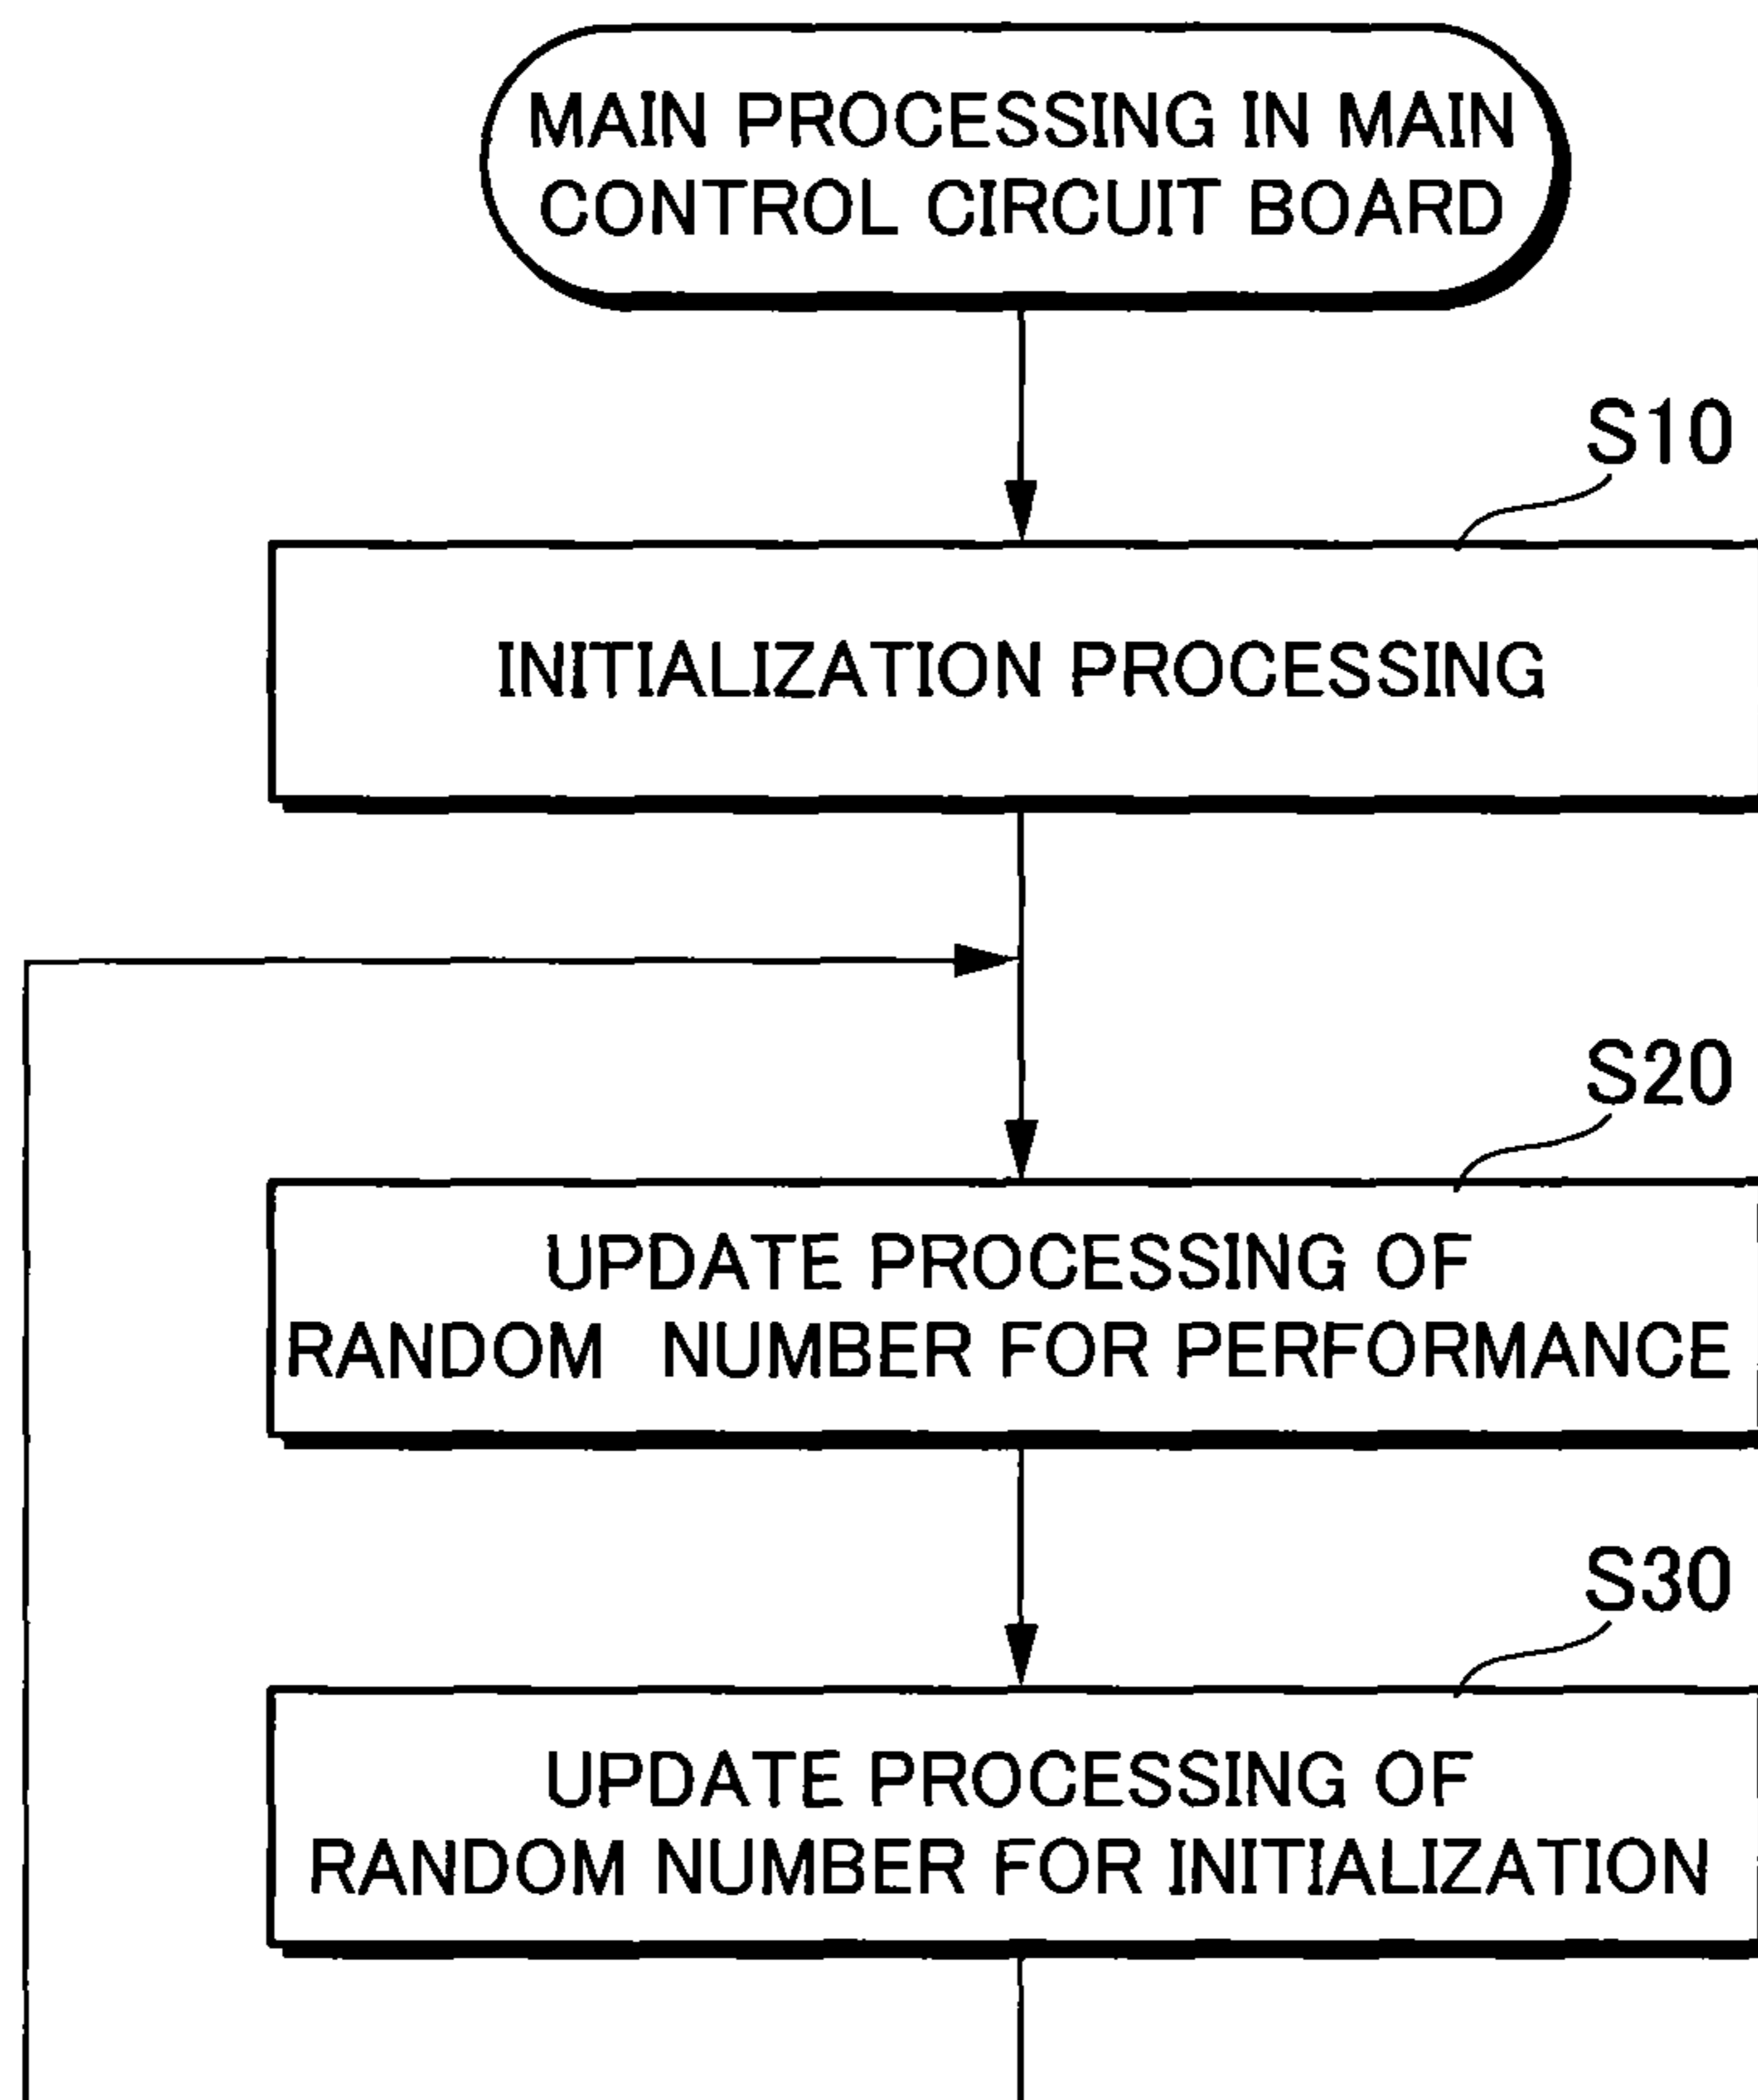 MAIN PROCESSING IN MAIN
CONTROL CIRCUIT BOARD
S10
INITIALIZATION PROCESSING
S20
UPDATE PROCESSING OF
RANDOM NUMBER FOR PERFORMANCE
S30
UPDATE PROCESSING OF
RANDOM NUMBER FOR INITIALIZATION